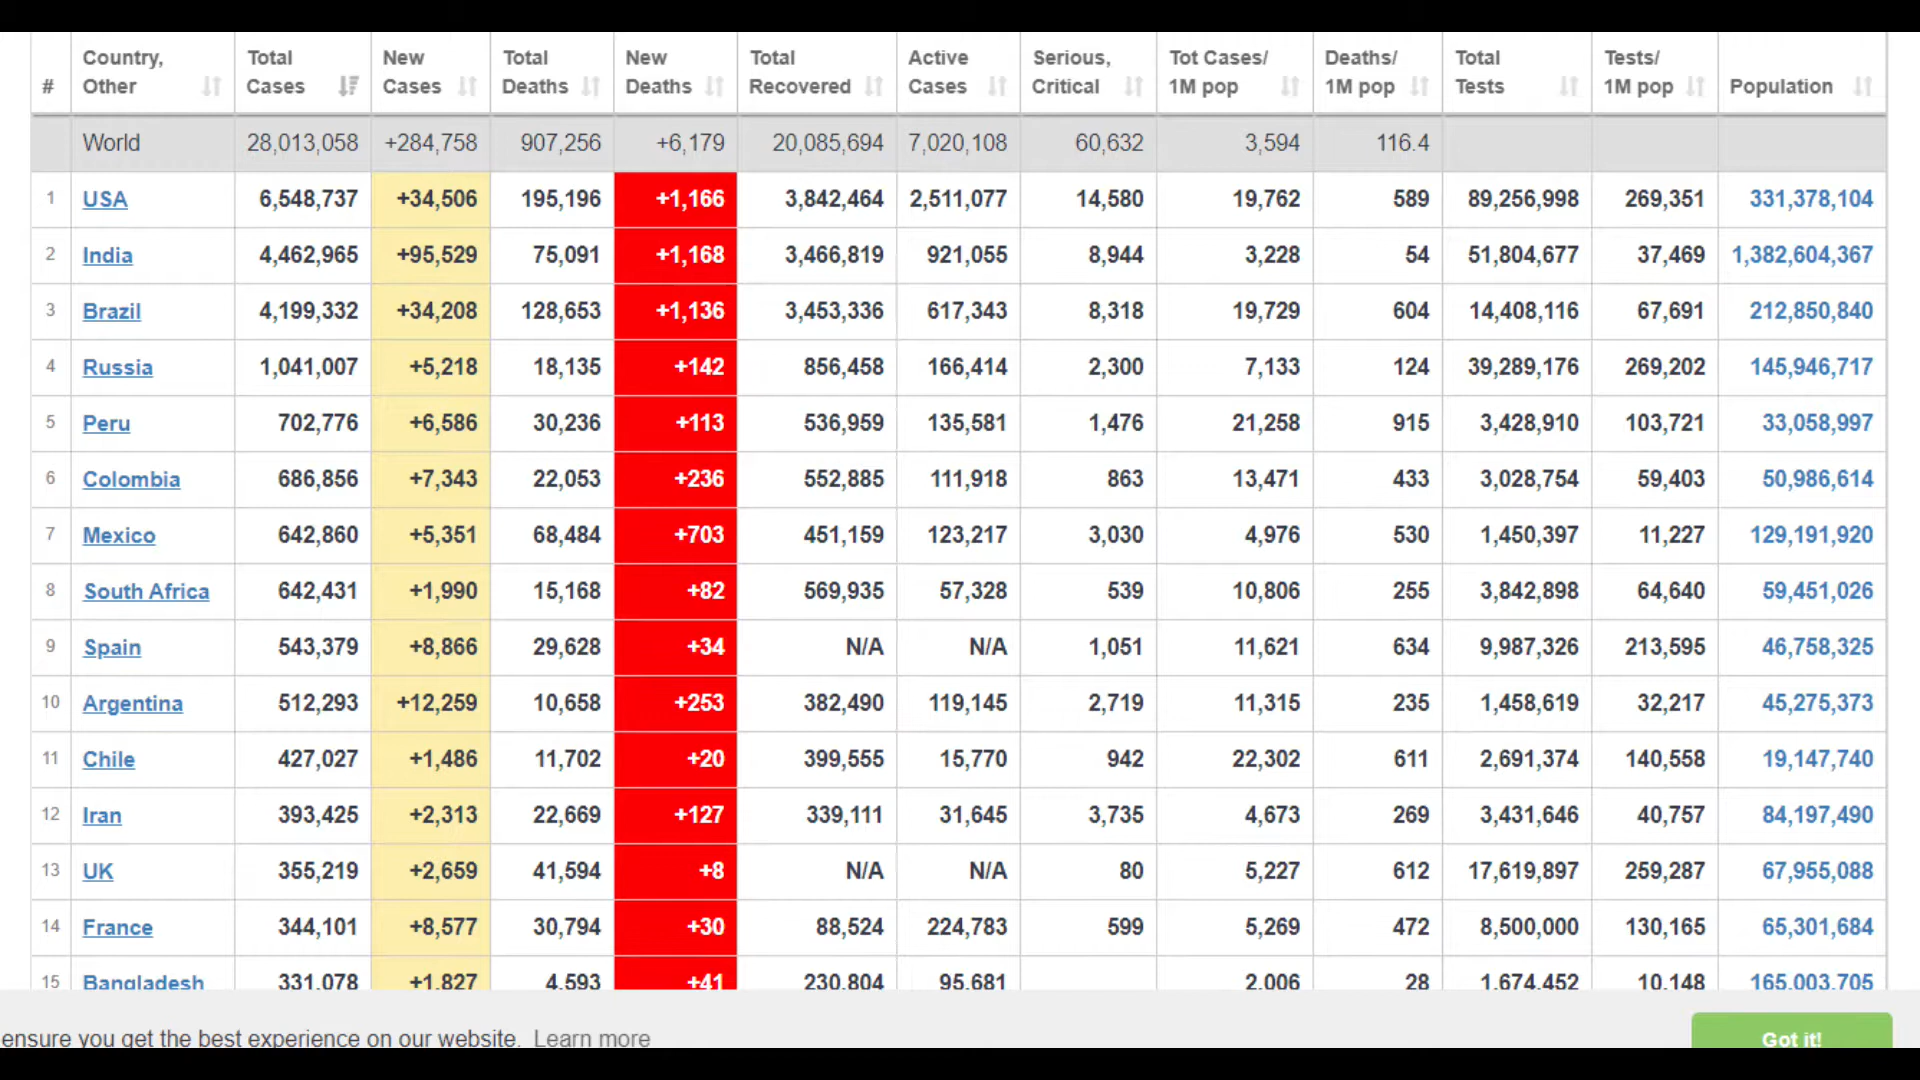 # Country, Other Total Cases New Cases Total Deaths New Deaths Total Recovered Active Cases Serious, Critical Tot Cases/ 1M pop Deaths/ 1M pop Total Tests Tests/ 1M pop Population
World 28,013,058 +284,758 907,256 +6,179 20,085,694 7,020,108 60,632 3,594 116.4
1 USA 6,548,737 +34,506 195,196 +1,166 3,842,464 2,511,077 14,580 19,762 589 89,256,998 269,351 331,378,104
2 India 4,462,965 +95,529 75,091 +1,168 3,466,819 921,055 8,944 3,228 54 51,804,677 37,469 1,382,604,367
3 Brazil 4,199,332 +34,208 128,653 +1,136 3,453,336 617,343 8,318 19,729 604 14,408,116 67,691 212,850,840
4 Russia 1,041,007 +5,218 18,135 +142 856,458 166,414 2,300 7,133 124 39,289,176 269,202 145,946,717
5 Peru 702,776 +6,586 30,236 +113 536,959 135,581 1,476 21,258 915 3,428,910 103,721 33,058,997
6 Colombia 686,856 +7,343 22,053 +236 552,885 111,918 863 13,471 433 3,028,754 59,403 50,986,614
7 Mexico 642,860 +5,351 68,484 +703 451,159 123,217 3,030 4,976 530 1,450,397 11,227 129,191,920
8 South Africa 642,431 +1,990 15,168 +82 569,935 57,328 539 10,806 255 3,842,898 64,640 59,451,026
9 Spain 543,379 +8,866 29,628 +34 N/A N/A 1,051 11,621 634 9,987,326 213,595 46,758,325
10 Argentina 512,293 +12,259 10,658 +253 382,490 119,145 2,719 11,315 235 1,458,619 32,217 45,275,373
11 Chile 427,027 +1,486 11,702 +20 399,555 15,770 942 22,302 611 2,691,374 140,558 19,147,740
12 Iran 393,425 +2,313 22,669 +127 339,111 31,645 3,735 4,673 269 3,431,646 40,757 84,197,490
13 UK 355,219 +2,659 41,594 +8 N/A N/A 80 5,227 612 17,619,897 259,287 67,955,088
14 France 344,101 +8,577 30,794 +30 88,524 224,783 599 5,269 472 8,500,000 130,165 65,301,684
15 Bangladesh 331,078 +1,827 4,593 +41 230,804 95,681 2,006 28 1,674,452 10,148 165,003,705
ensure you get the best experience on our website. Learn more
Got it!